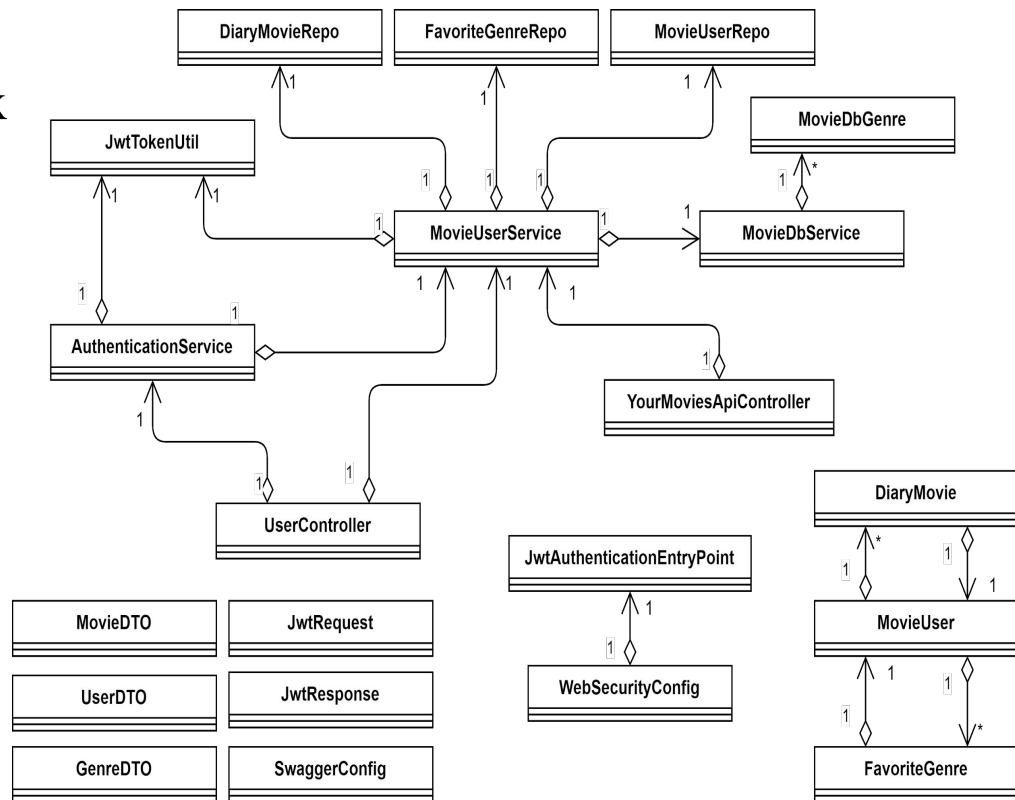 DiaryMovieRepo
FavoriteGenreRepo
MovieUserRepo
1
1
1
MovieDbGenre
JwtTokenUtil
*
1
1
1
1
1
1
1
1
1
1
MovieUserService
MovieDbService
1
1
1
1
1
AuthenticationService
1
YourMoviesApiController
1
1
1
UserController
DiaryMovie
*
1
1
1
JwtAuthenticationEntryPoint
1
1
MovieDTO
JwtRequest
MovieUser
WebSecurityConfig
1
1
UserDTO
JwtResponse
1
*
GenreDTO
SwaggerConfig
FavoriteGenre